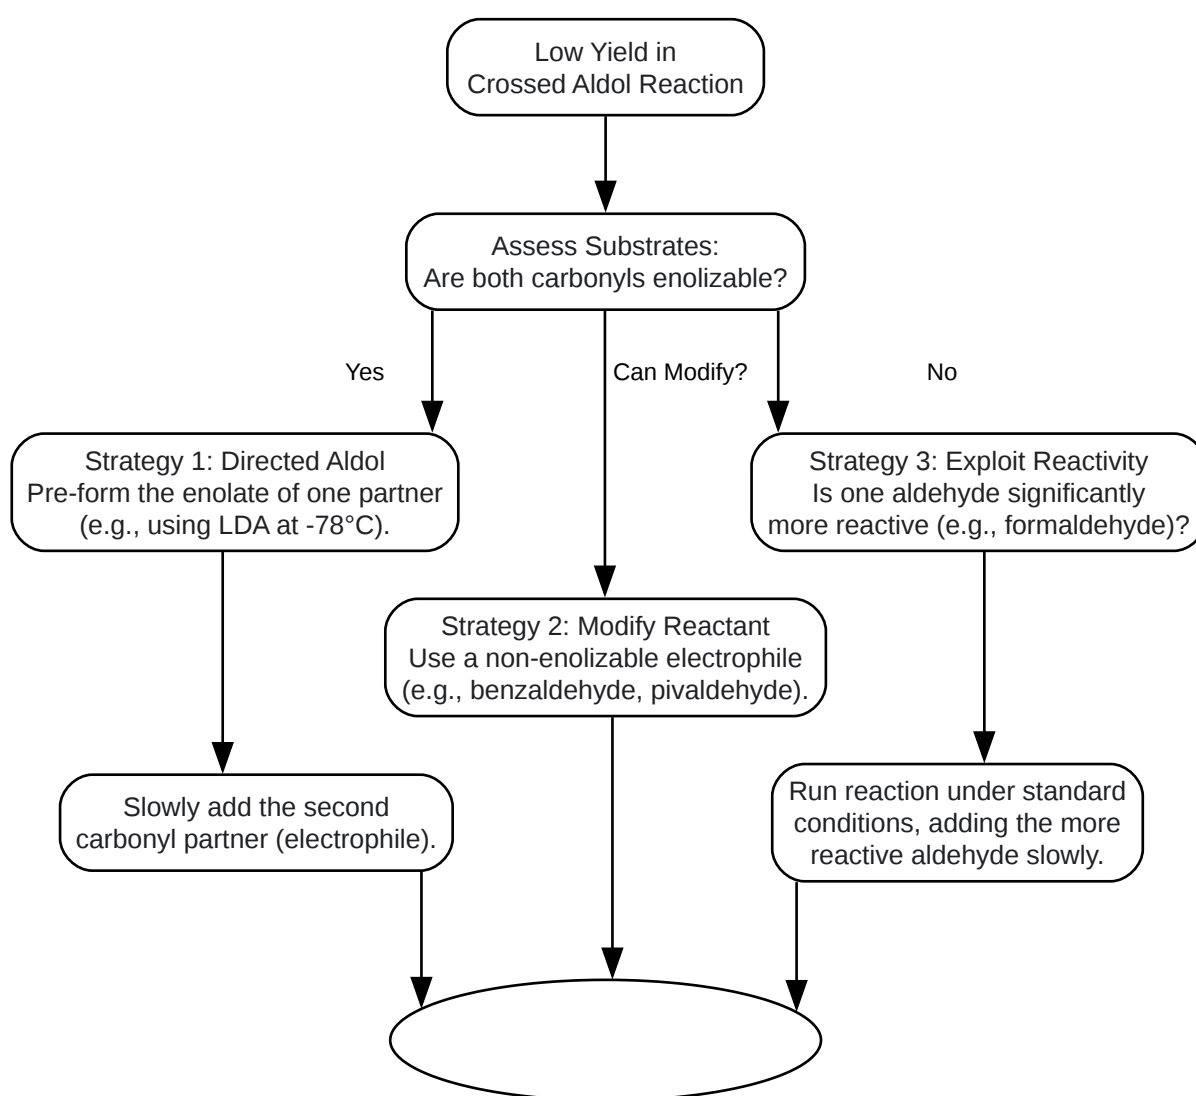 Low Yield in
Crossed Aldol Reaction
Assess Substrates:
Are both carbonyls enolizable?
Yes
Can Modify?
No
Strategy 1: Directed Aldol
Pre-form the enolate of one partner
(e.g., using LDA at -78°C).
Strategy 3: Exploit Reactivity
Is one aldehyde significantly
more reactive (e.g., formaldehyde)?
Strategy 2: Modify Reactant
Use a non-enolizable electrophile
(e.g., benzaldehyde, pivaldehyde).
Slowly add the second
carbonyl partner (electrophile).
Run reaction under standard
conditions, adding the more
reactive aldehyde slowly.